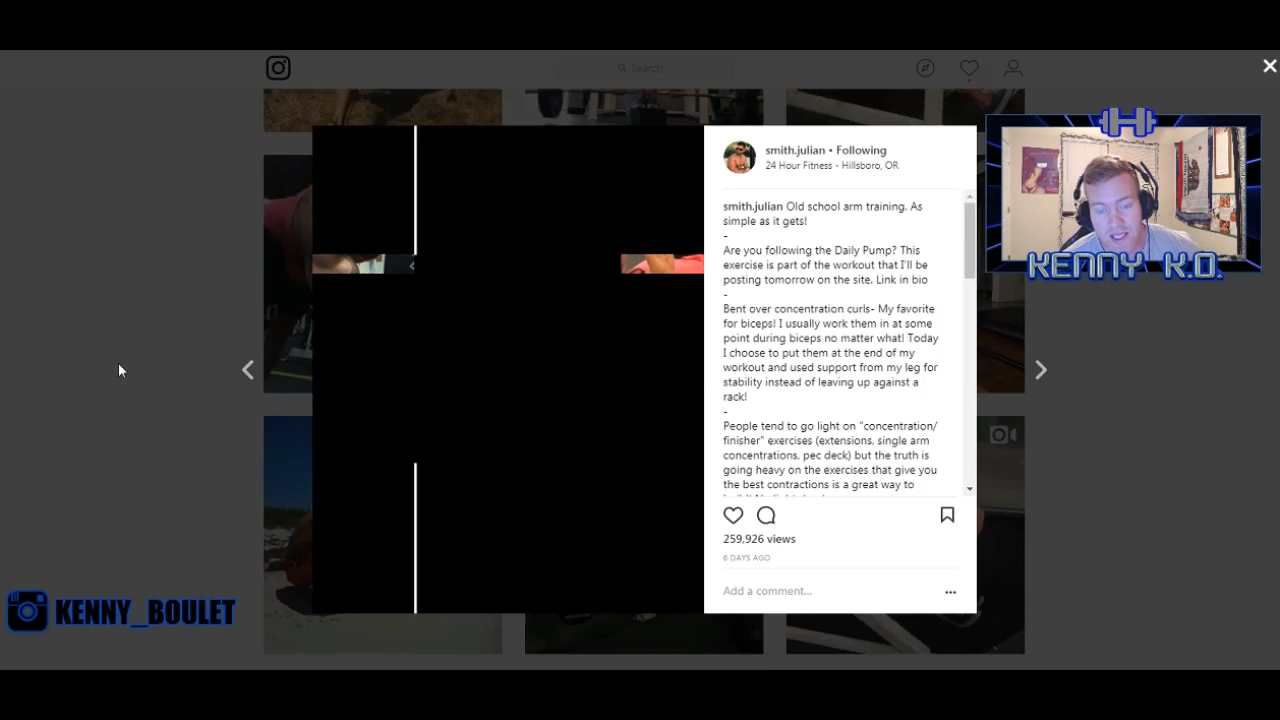 Search
smith.julian • Following
24 Hour Fitness - Hillsboro, OR
smith.julian Old school arm training. As
simple as it gets!
-
Are you following the Daily Pump? This
exercise is part of the workout that I'll be
posting tomorrow on the site. Link in bio
-
Bent over concentration curls- My favorite
for biceps! I usually work them in at some
point during biceps no matter what! Today
I choose to put them at the end of my
workout and used support from my leg for
stability instead of leaving up against a
rack!
-
People tend to go light on "concentration/
finisher" exercises (extensions, single arm
concentrations, pec deck) but the truth is
going heavy on the exercises that give you
the best contractions is a great way to
259,926 views
6 DAYS AGO
Add a comment...
KENNY K.O.
KENNY_BOULET